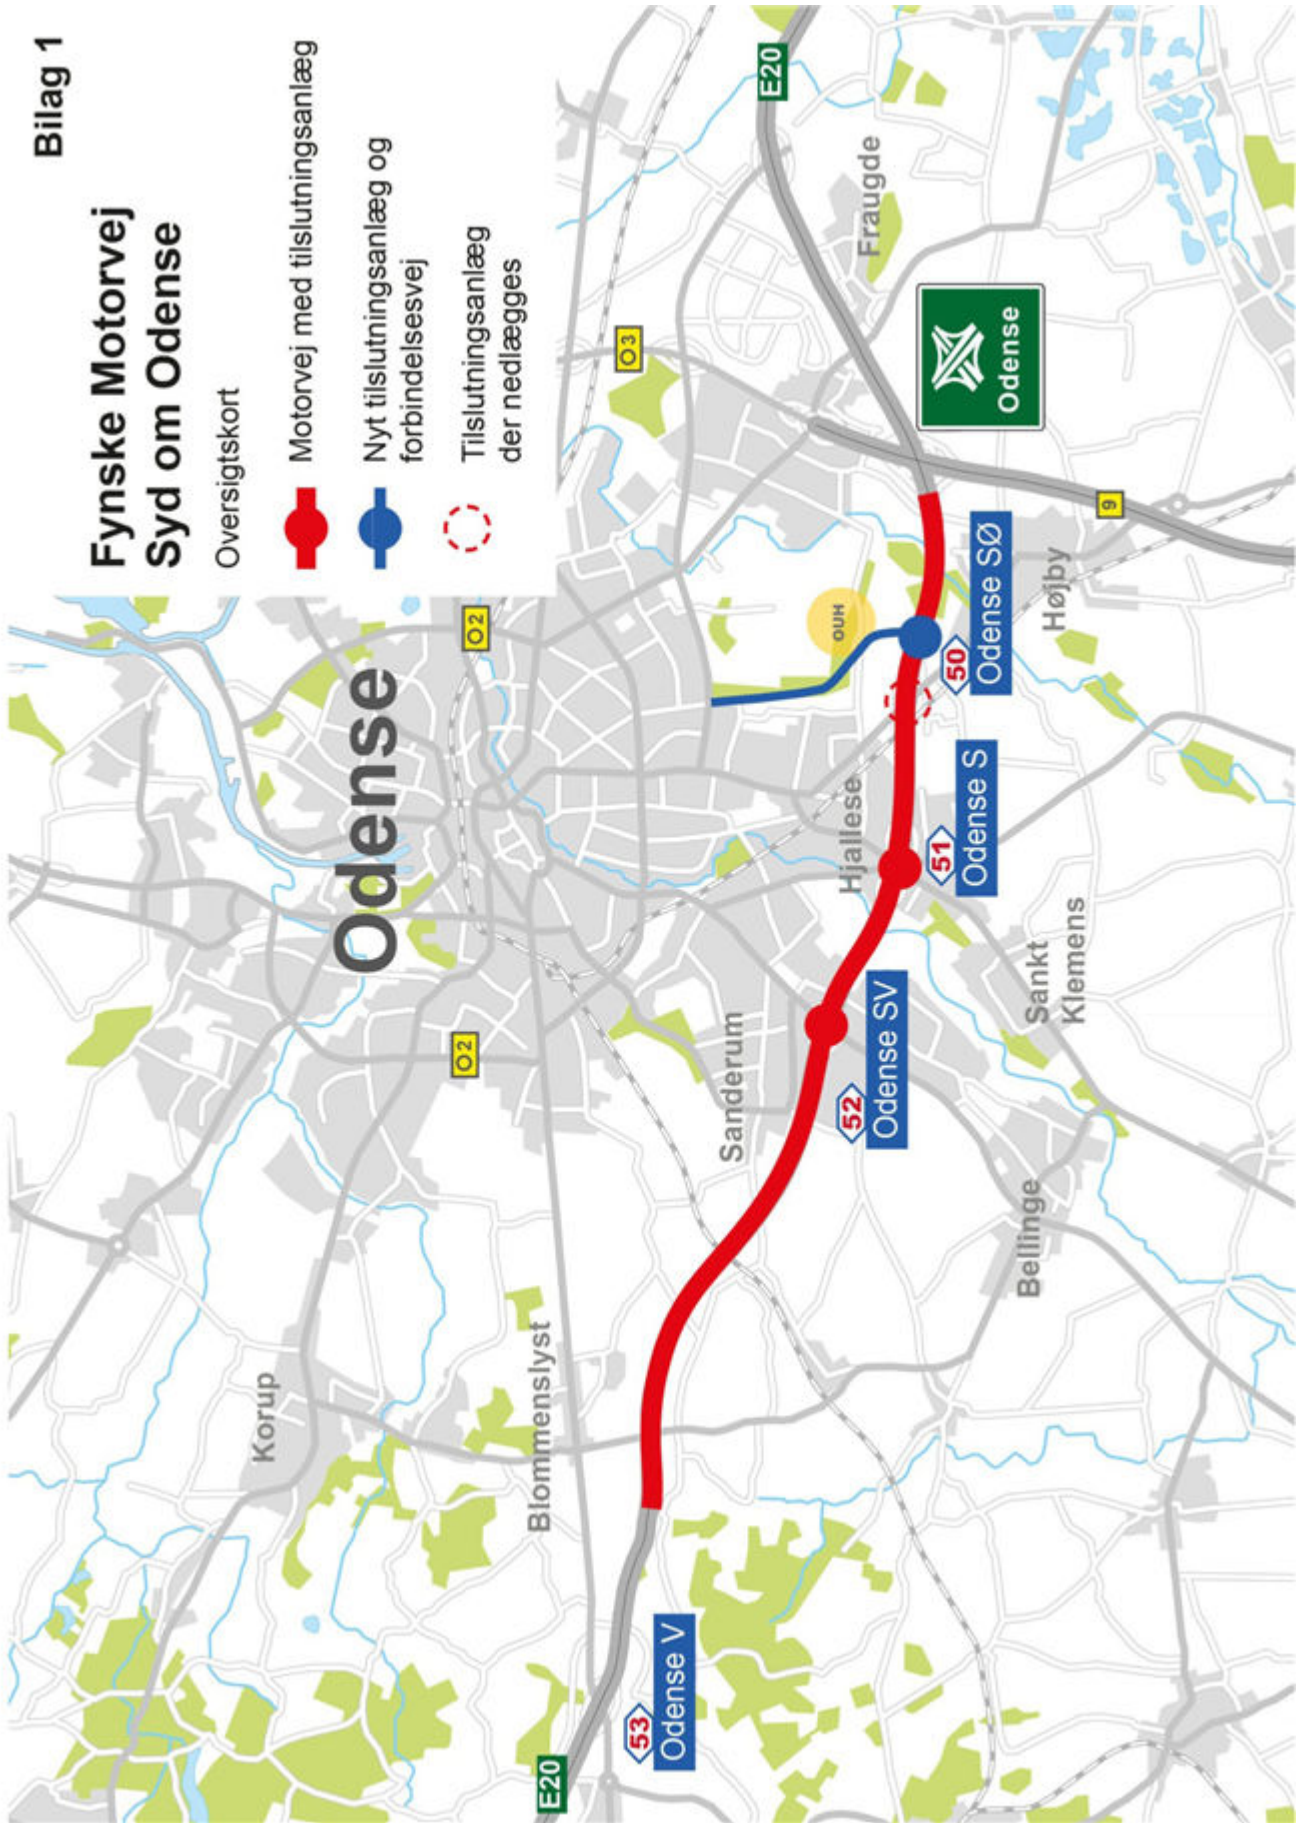 Bilag 1
Fynske Motorvej
Syd om Odense
Oversigtskort
Motorvej med tilslutningsanlæg
Nyt tilslutningsanlæg og
forbindelsesvej
Tilslutningsanlæg
der nedlægges
Odense
O2
O2
O3
E20
E20
9
Korup
Blommenslyst
Sanderum
Hjallese
OUH
Fraugde
Højby
Sankt
Klemens
Bellinge
Odense
50
Odense SØ
51
Odense S
52
Odense SV
53
Odense V